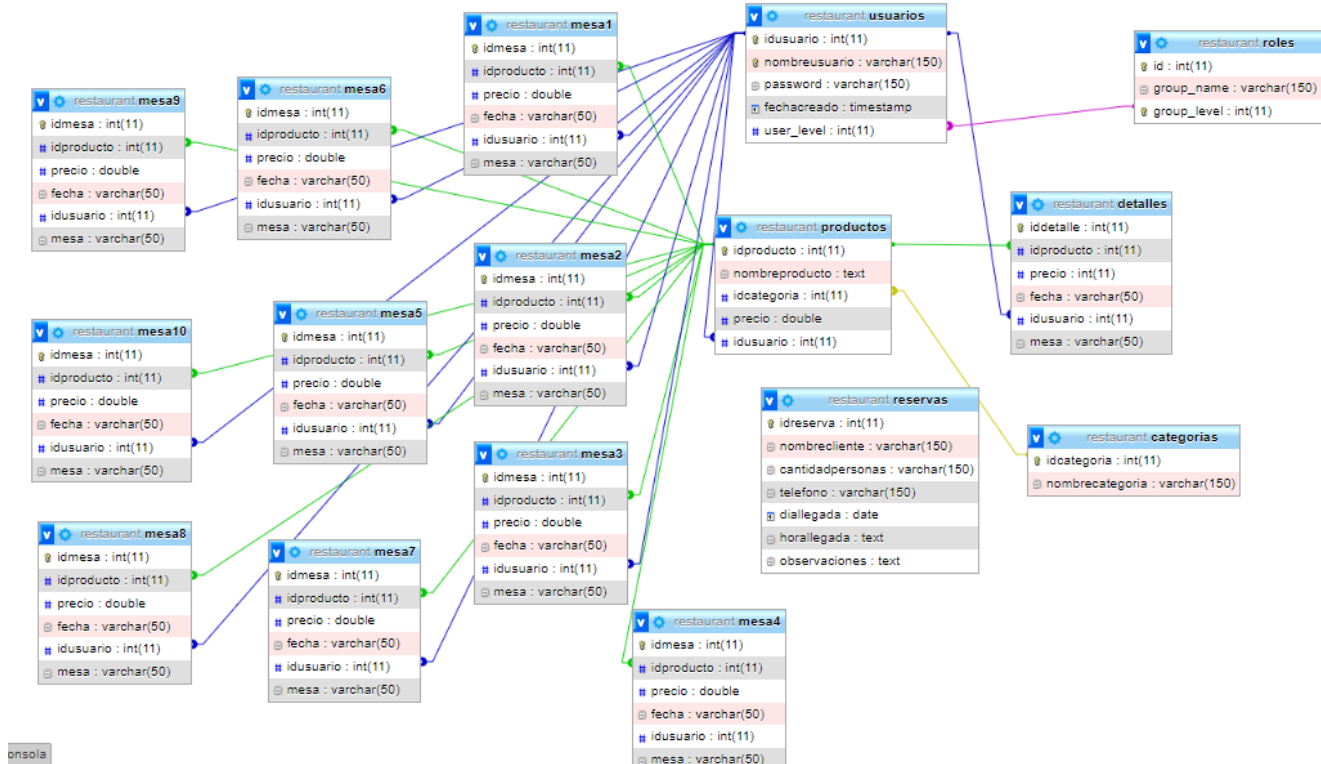 restaurant mesa1
idmesa : int(11)
idproducto : int(11)
precio : double
fecha : varchar(50)
idusuario : int(11)
mesa : varchar(50)
restaurant usuarios
idusuario : int(11)
nombreusuario : varchar(150)
password : varchar(150)
fechacreado : timestamp
user_level : int(11)
restaurant roles
id : int(11)
group_name : varchar(150)
group_level : int(11)
restaurant mesa9
idmesa : int(11)
idproducto : int(11)
precio : double
fecha : varchar(50)
idusuario : int(11)
mesa : varchar(50)
restaurant mesa6
idmesa : int(11)
idproducto : int(11)
precio : double
fecha : varchar(50)
idusuario : int(11)
mesa : varchar(50)
restaurant detalles
iddetalle : int(11)
idproducto : int(11)
precio : int(11)
fecha : varchar(50)
idusuario : int(11)
mesa : varchar(50)
restaurant productos
idproducto : int(11)
nombreproducto : text
idcategoria : int(11)
precio : double
idusuario : int(11)
restaurant mesa2
idmesa : int(11)
idproducto : int(11)
precio : double
fecha : varchar(50)
idusuario : int(11)
mesa : varchar(50)
restaurant mesa5
idmesa : int(11)
idproducto : int(11)
precio : double
fecha : varchar(50)
idusuario : int(11)
mesa : varchar(50)
restaurant mesa10
idmesa : int(11)
idproducto : int(11)
precio : double
fecha : varchar(50)
idusuario : int(11)
mesa : varchar(50)
restaurant reservas
idreserva : int(11)
nombrecliente : varchar(150)
cantidadpersonas : varchar(150)
telefono : varchar(150)
diallegada : date
horallegada : text
observaciones : text
restaurant categorias
idcategoria : int(11)
nombrecategoria : varchar(150)
restaurant mesa3
idmesa : int(11)
idproducto : int(11)
precio : double
fecha : varchar(50)
idusuario : int(11)
mesa : varchar(50)
restaurant mesa8
idmesa : int(11)
idproducto : int(11)
precio : double
fecha : varchar(50)
idusuario : int(11)
mesa : varchar(50)
restaurant mesa7
idmesa : int(11)
idproducto : int(11)
precio : double
fecha : varchar(50)
idusuario : int(11)
mesa : varchar(50)
restaurant mesa4
idmesa : int(11)
idproducto : int(11)
precio : double
fecha : varchar(50)
idusuario : int(11)
mesa : varchar(50)
onsola